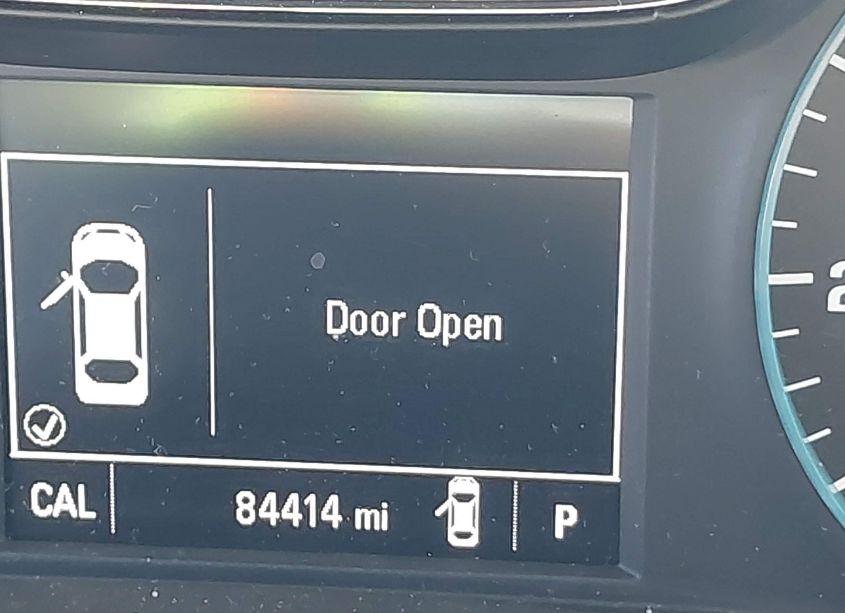 Door Open
CAL 84414 mi P